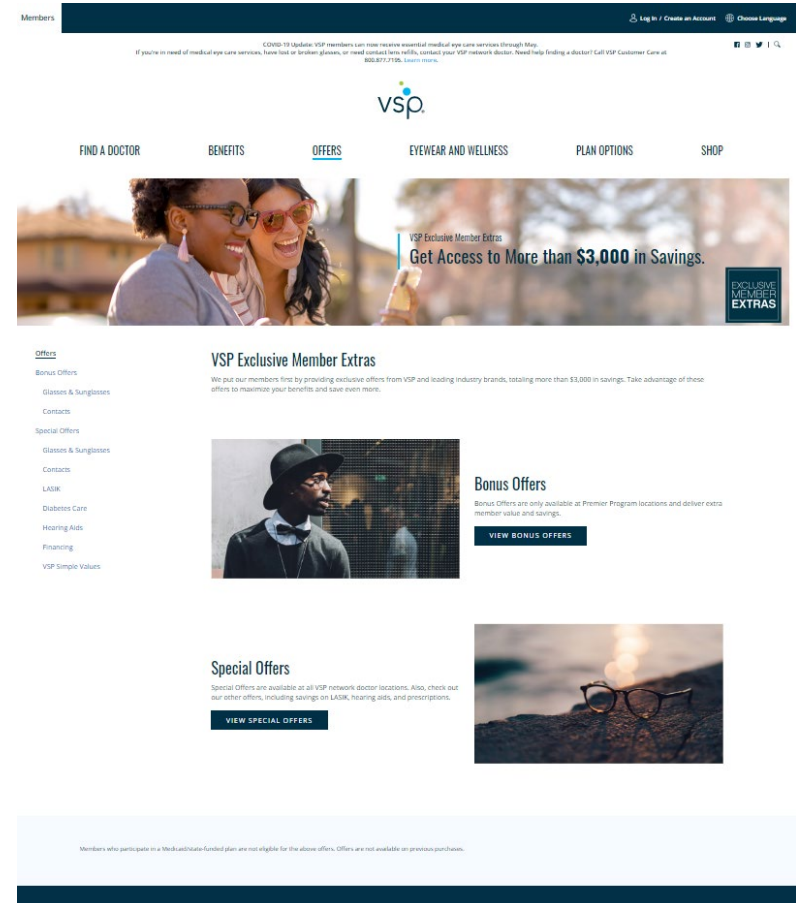 Members
Log In / Create an Account
Choose Language
COVID-19 Update: VSP members can now receive essential medical eye care services through May.
If you're in need of medical eye care services, have lost or broken glasses, or need contact lens refills, contact your VSP network doctor. Need help finding a doctor? Call VSP Customer Care at
800.877.7195. Learn more.
vsp.
FIND A DOCTOR
BENEFITS
OFFERS
EYEWEAR AND WELLNESS
PLAN OPTIONS
SHOP
VSP Exclusive Member Extras
Get Access to More than $3,000 in Savings.
EXCLUSIVE
MEMBER
EXTRAS
Offers
Bonus Offers
Glasses & Sunglasses
Contacts
Special Offers
Glasses & Sunglasses
Contacts
LASIK
Diabetes Care
Hearing Aids
Financing
VSP Simple Values
VSP Exclusive Member Extras
We put our members first by providing exclusive offers from VSP and leading industry brands, totaling more than $3,000 in savings. Take advantage of these
offers to maximize your benefits and save even more.
Bonus Offers
Bonus Offers are only available at Premier Program locations and deliver extra
member value and savings.
VIEW BONUS OFFERS
Special Offers
Special Offers are available at all VSP network doctor locations. Also, check out
our other offers, including savings on LASIK, hearing aids, and prescriptions.
VIEW SPECIAL OFFERS
Members who participate in a Medicaid/state-funded plan are not eligible for the above offers. Offers are not available on previous purchases.